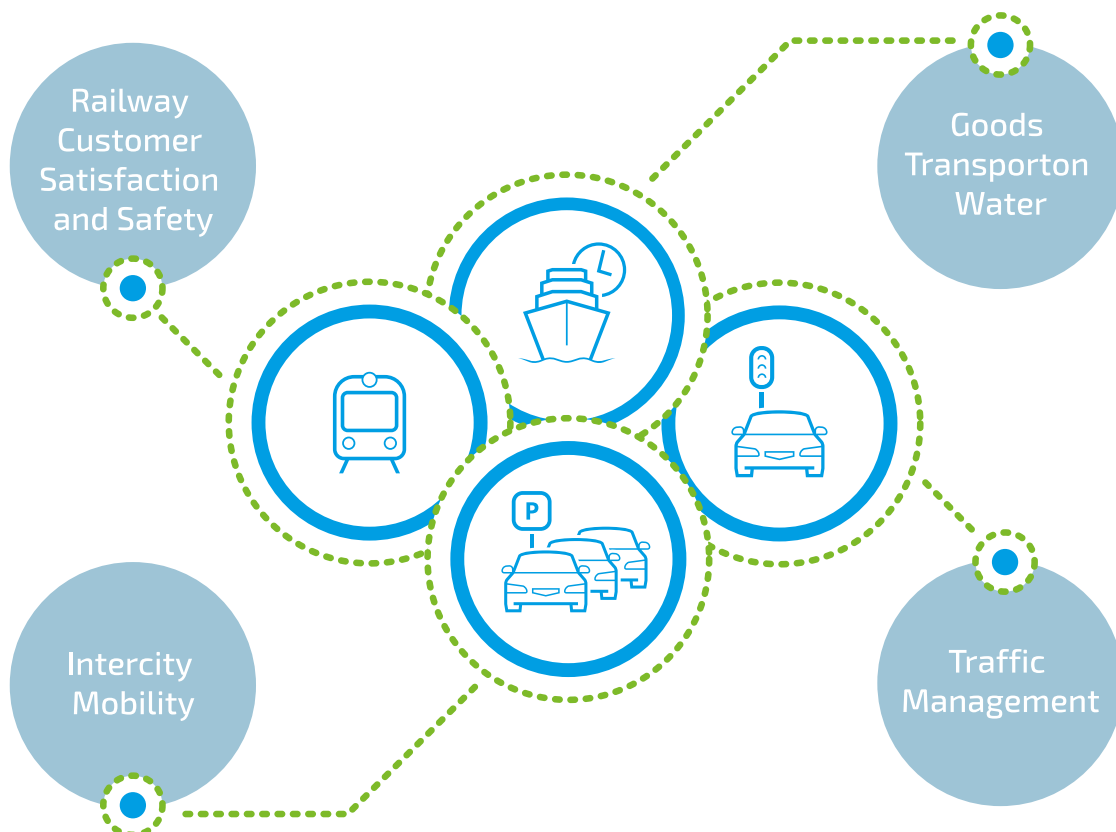 Railway
Customer
Satisfaction
and Safety
Goods
Transporton
Water
P
Intercity
Mobility
Traffic
Management